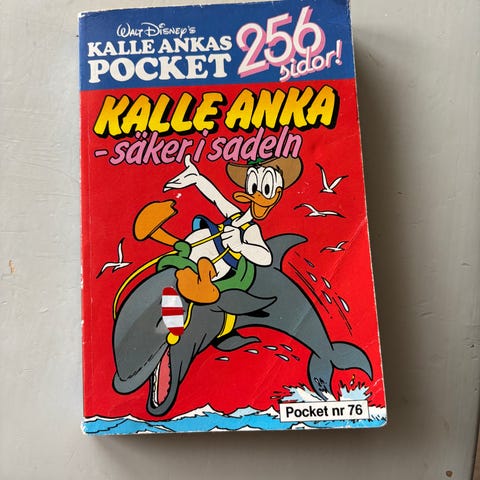 Walt Disney's
KALLE ANKAS
POCKET
256
sidor!
KALLE ANKA
-säker i sadeln
Pocket nr 76